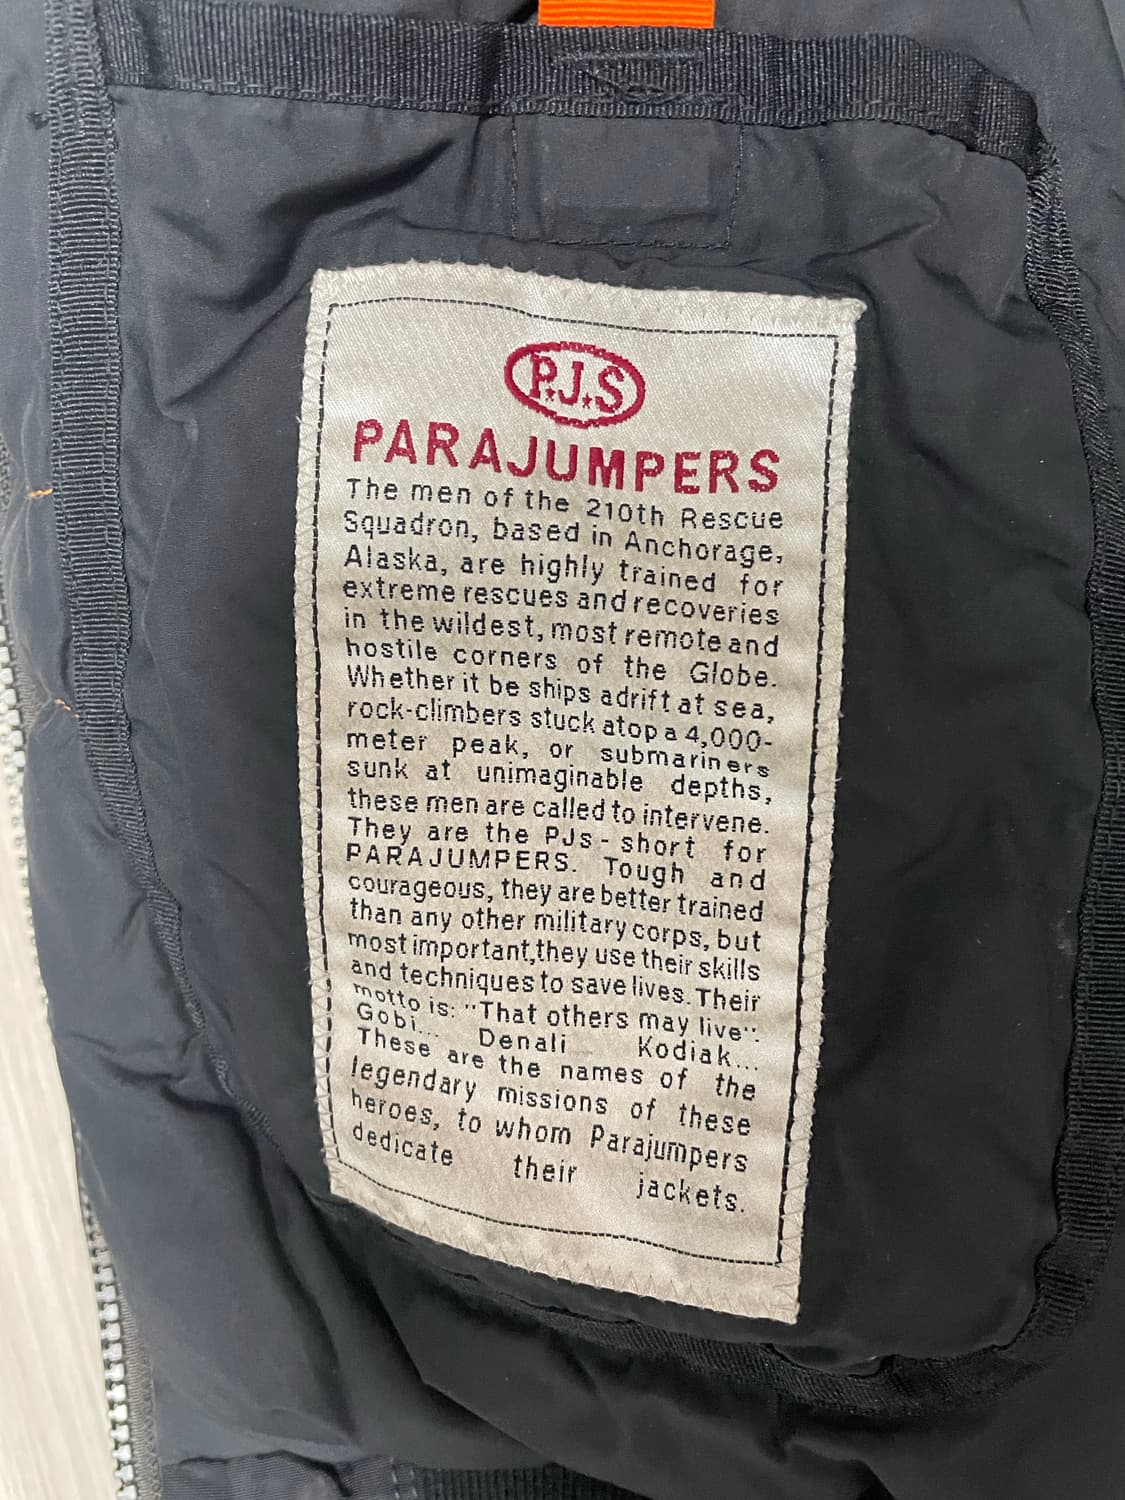 P.J.S
PARAJUMPERS
The men of the 210th Rescue
Squadron, based in Anchorage,
Alaska, are highly trained for
extreme rescues and recoveries
in the wildest, most remote and
hostile corners of the Globe.
Whether it be ships adrift at sea,
rock-climbers stuck atop a 4,000-
meter peak, or submariners
sunk at unimaginable depths,
these men are called to intervene.
They are the PJs - short for
PARAJUMPERS. Tough and
courageous, they are better trained
than any other military corps, but
most important,they use their skills
and techniques to save lives. Their
motto is: "That others may live".
Gobi... Denali Kodiak...
These are the names of the
legendary missions of these
heroes, to whom Parajumpers
dedicate their jackets.